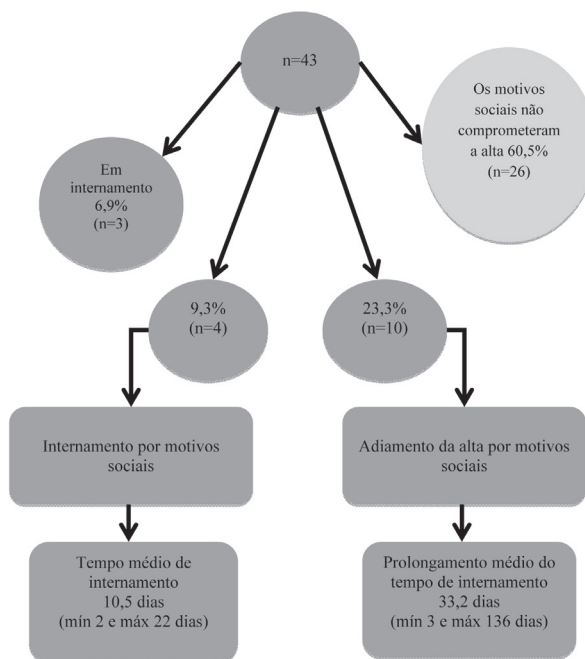 n=43
Os motivos
sociais não
comprometeram
a alta 60,5%
(n=26)
Em
internamento
6,9%
(n=3)
9,3%
(n=4)
23,3%
(n=10)
Internamento por motivos
sociais
Adiamento da alta por motivos
sociais
Tempo médio de
internamento
10,5 dias
(mín 2 e máx 22 dias)
Prolongamento médio do
tempo de internamento
33,2 dias
(mín 3 e máx 136 dias)